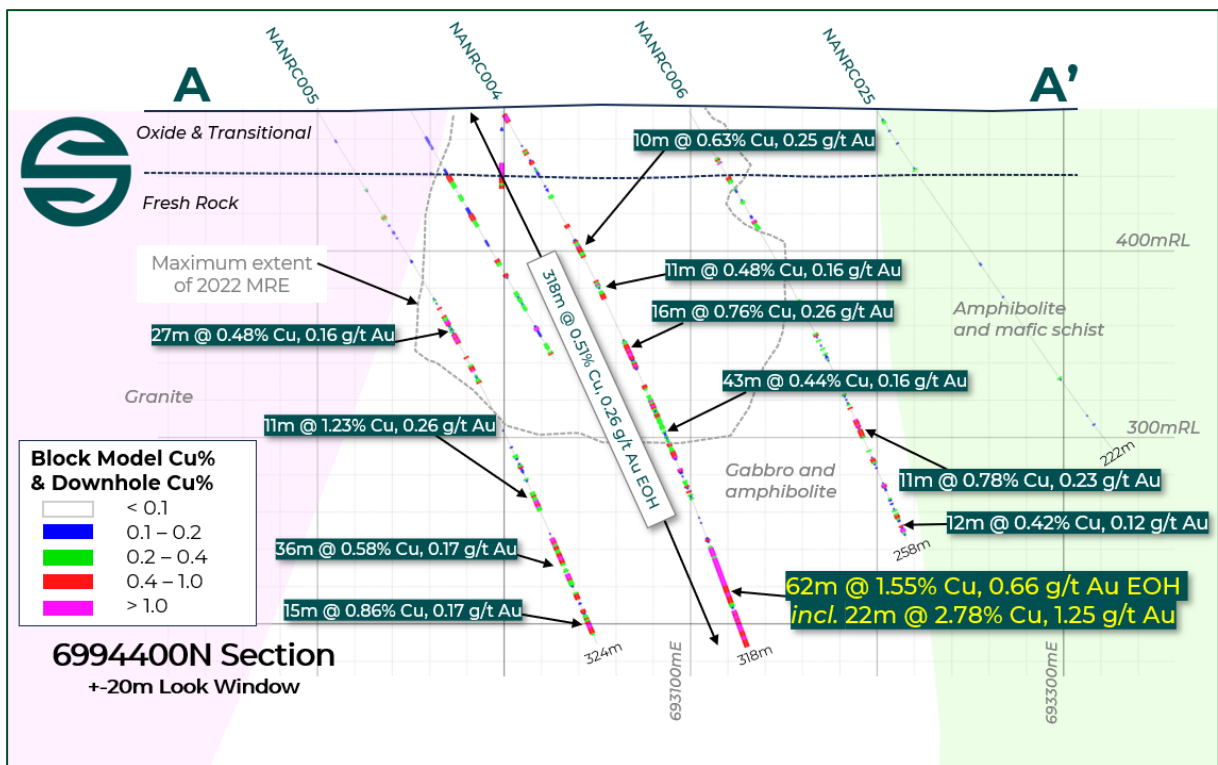 NANRC005
NANRC004
NANRC006
NANRC025
A
A'
Oxide & Transitional
Fresh Rock
10m @ 0.63% Cu, 0.25 g/t Au
400mRL
Maximum extent
of 2022 MRE
11m @ 0.48% Cu, 0.16 g/t Au
16m @ 0.76% Cu, 0.26 g/t Au
Amphibolite
and mafic schist
27m @ 0.48% Cu, 0.16 g/t Au
318m @ 0.51% Cu, 0.26 g/t Au EOH
43m @ 0.44% Cu, 0.16 g/t Au
Granite
11m @ 1.23% Cu, 0.26 g/t Au
300mRL
222m
Gabbro and
amphibolite
11m @ 0.78% Cu, 0.23 g/t Au
12m @ 0.42% Cu, 0.12 g/t Au
258m
Block Model Cu%
& Downhole Cu%
< 0.1
0.1 – 0.2
0.2 – 0.4
0.4 – 1.0
> 1.0
36m @ 0.58% Cu, 0.17 g/t Au
15m @ 0.86% Cu, 0.17 g/t Au
62m @ 1.55% Cu, 0.66 g/t Au EOH
incl. 22m @ 2.78% Cu, 1.25 g/t Au
324m
318m
693100mE
693300mE
6994400N Section
+-20m Look Window